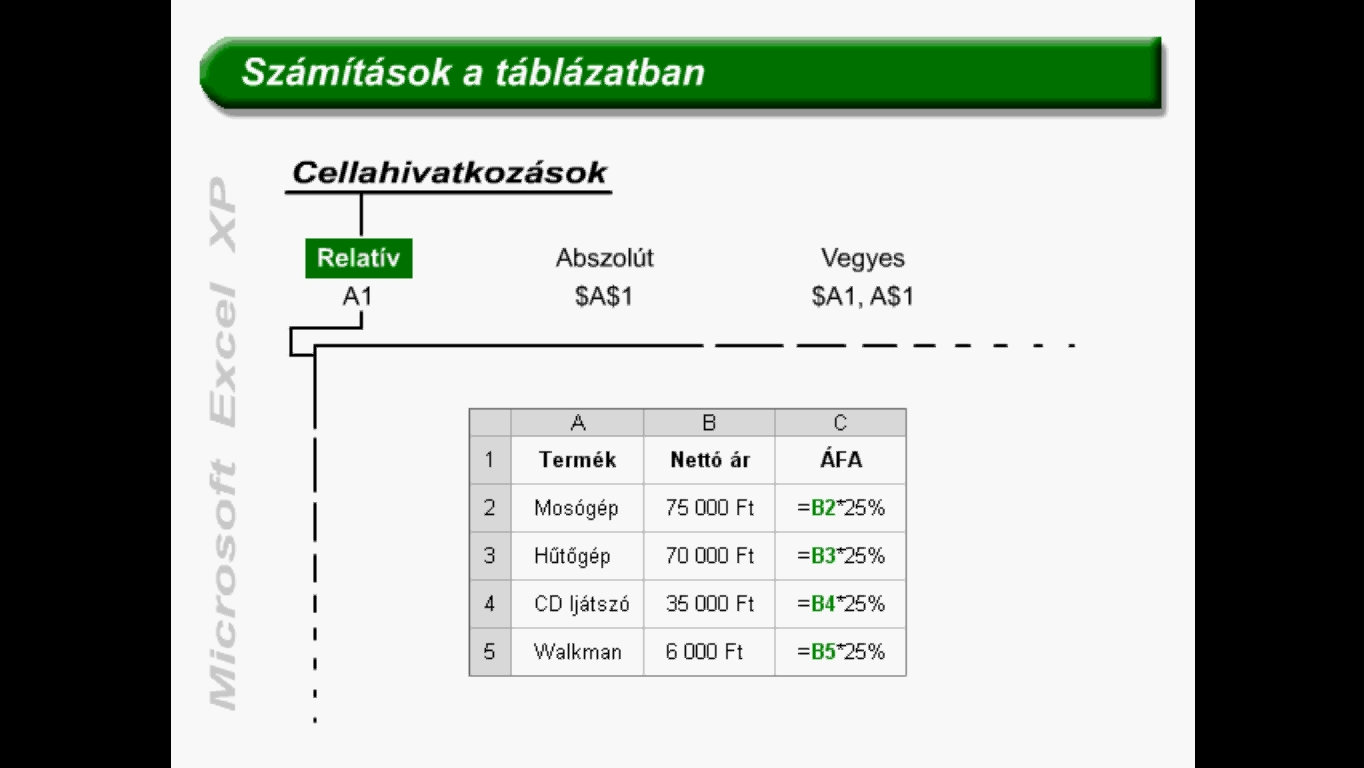 Számítások a táblázatban
Microsoft Excel XP
Cellahivatkozások
Relatív Abszolút Vegyes
A1 $A$1 $A1, A$1
A B C
1 Termék Nettó ár ÁFA
2 Mosógép 75 000 Ft =B2*25%
3 Hűtőgép 70 000 Ft =B3*25%
4 CD ljátszó 35 000 Ft =B4*25%
5 Walkman 6 000 Ft =B5*25%